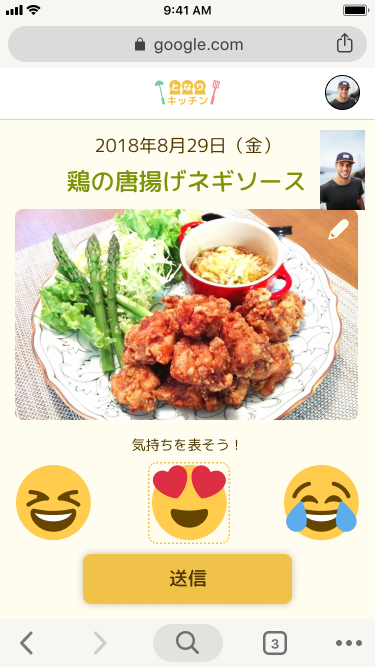 9:41 AM
google.com
となり
キッチン
2018年8月29日（金）
鶏の唐揚げネギソース
気持ちを表そう！
送信
3